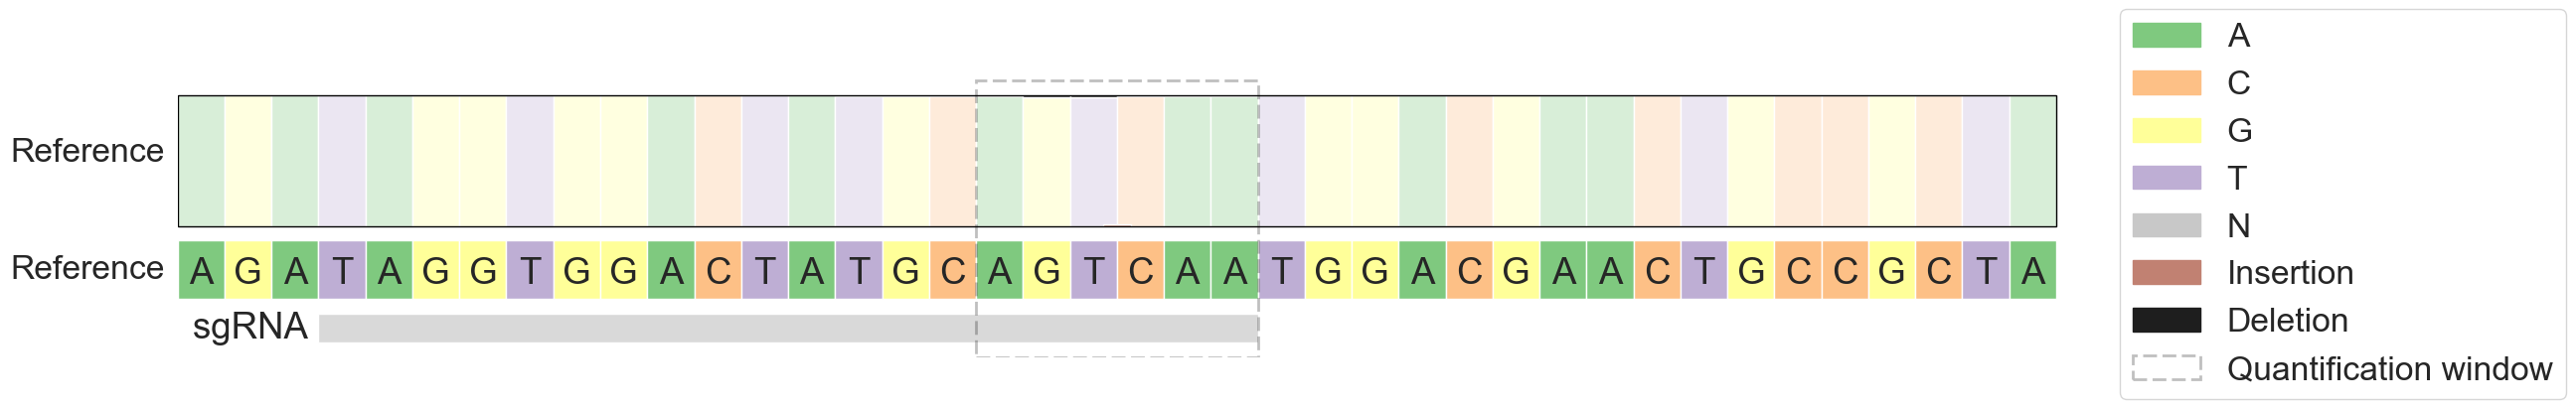 Reference
Reference A G A T A G G T G G A C T A T G C A G T C A A T G G A C G A A C T G C C G C T A
sgRNA
A
C
G
T
N
Insertion
Deletion
Quantification window